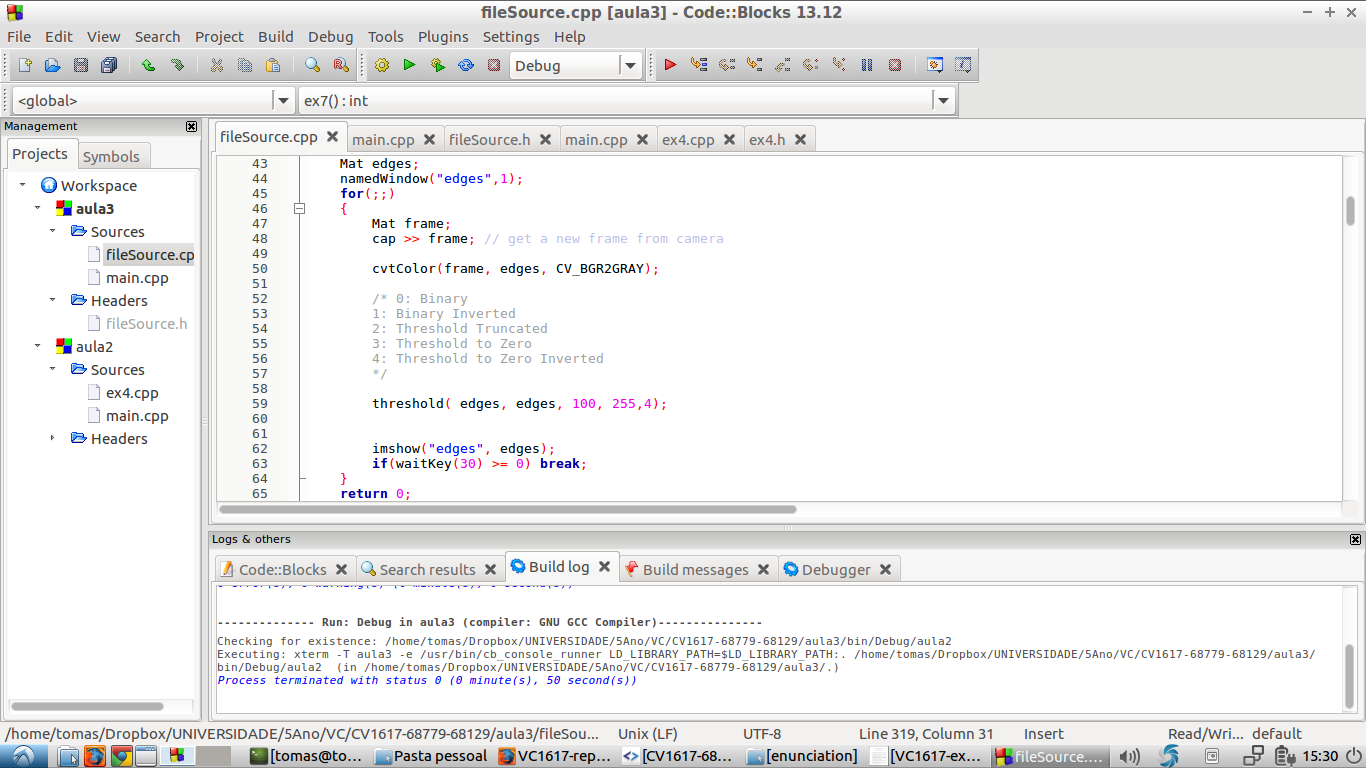 fileSource.cpp [aula3] - Code::Blocks 13.12
File Edit View Search Project Build Debug Tools Plugins Settings Help
Debug
<global> ex7() : int
Management
Projects Symbols
Workspace
aula3
Sources
fileSource.cp
main.cpp
Headers
fileSource.h
aula2
Sources
ex4.cpp
main.cpp
Headers
fileSource.cpp main.cpp fileSource.h main.cpp ex4.cpp ex4.h
43 Mat edges;
44 namedWindow("edges",1);
45 for(;;)
46 {
47 Mat frame;
48 cap >> frame; // get a new frame from camera
49
50 cvtColor(frame, edges, CV_BGR2GRAY);
51
52 /* 0: Binary
53 1: Binary Inverted
54 2: Threshold Truncated
55 3: Threshold to Zero
56 4: Threshold to Zero Inverted
57 */
58
59 threshold( edges, edges, 100, 255,4);
60
61
62 imshow("edges", edges);
63 if(waitKey(30) >= 0) break;
64 }
65 return 0;
Logs & others
Code::Blocks Search results Build log Build messages Debugger
-------------- Run: Debug in aula3 (compiler: GNU GCC Compiler)---------------
Checking for existence: /home/tomas/Dropbox/UNIVERSIDADE/5Ano/VC/CV1617-68779-68129/aula3/bin/Debug/aula2
Executing: xterm -T aula3 -e /usr/bin/cb_console_runner LD_LIBRARY_PATH=$LD_LIBRARY_PATH:. /home/tomas/Dropbox/UNIVERSIDADE/5Ano/VC/CV1617-68779-68129/aula3/
bin/Debug/aula2 (in /home/tomas/Dropbox/UNIVERSIDADE/5Ano/VC/CV1617-68779-68129/aula3/.)
Process terminated with status 0 (0 minute(s), 50 second(s))
/home/tomas/Dropbox/UNIVERSIDADE/5Ano/VC/CV1617-68779-68129/aula3/fileSou... Unix (LF) UTF-8 Line 319, Column 31 Insert Read/Wri... default
[tomas@to... Pasta pessoal VC1617-rep... [CV1617-68... [enunciation] [VC1617-ex... fileSource.... 15:30